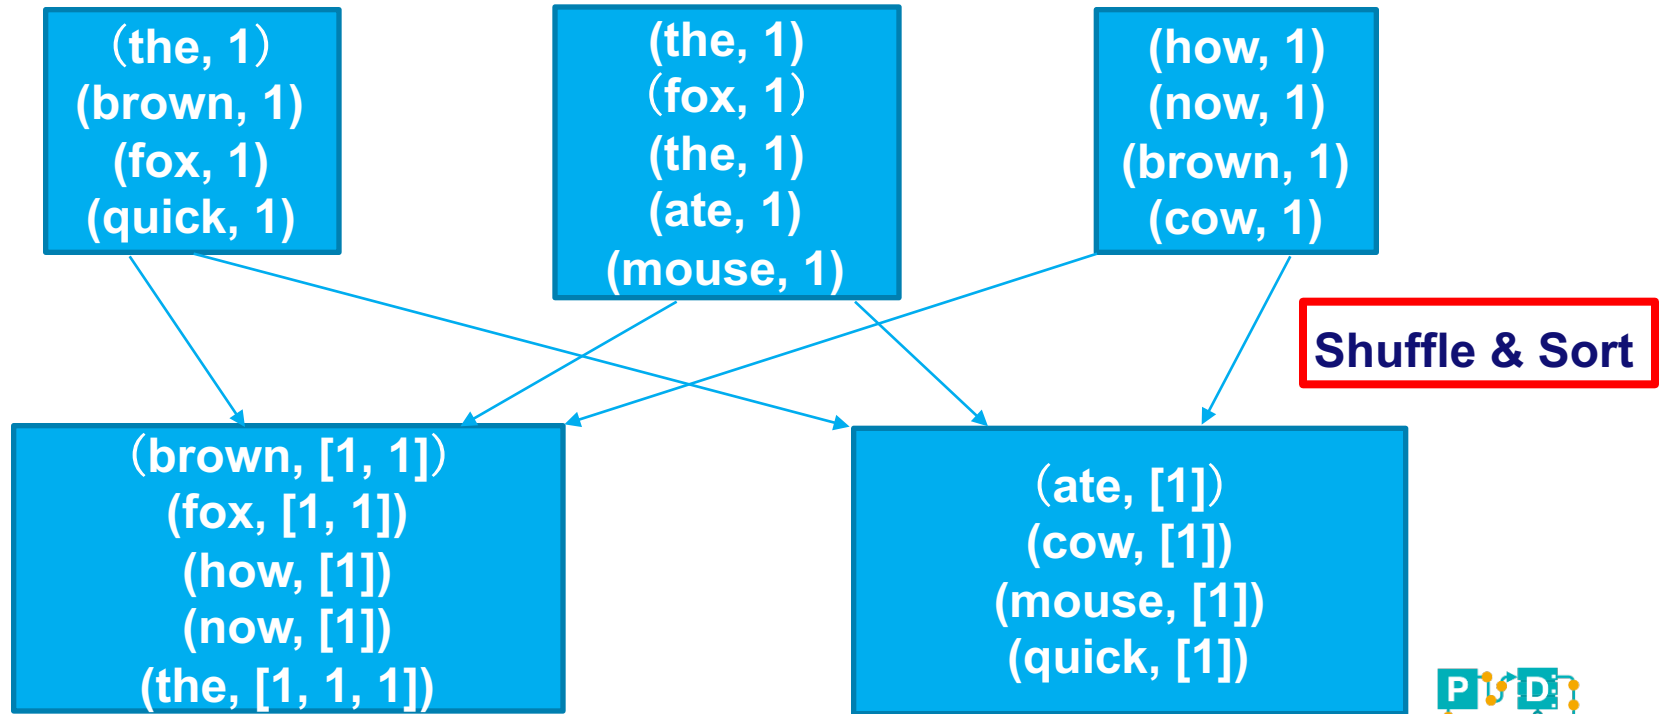 （the, 1）
(brown, 1)
(fox, 1)
(quick, 1)
(the, 1)
（fox, 1）
(the, 1)
(ate, 1)
(mouse, 1)
(how, 1)
(now, 1)
(brown, 1)
(cow, 1)
Shuffle & Sort
（brown, [1, 1]）
(fox, [1, 1])
(how, [1])
(now, [1])
(the, [1, 1, 1])
（ate, [1]）
(cow, [1])
(mouse, [1])
(quick, [1])
P D